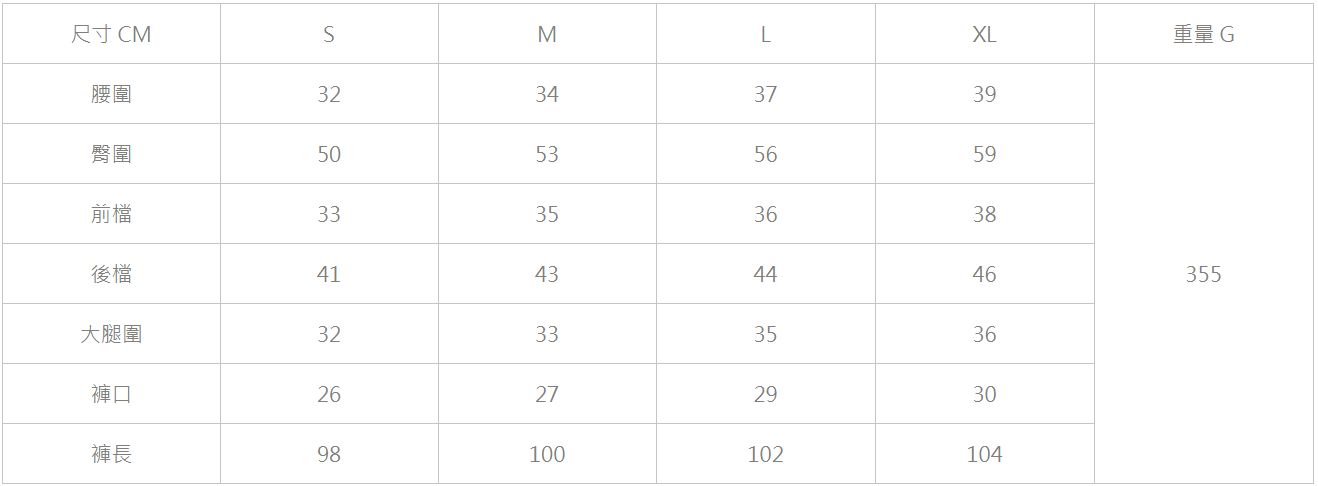 尺寸 CM S M L XL 重量 G
腰圍 32 34 37 39
臀圍 50 53 56 59
前檔 33 35 36 38
後檔 41 43 44 46 355
大腿圍 32 33 35 36
褲口 26 27 29 30
褲長 98 100 102 104